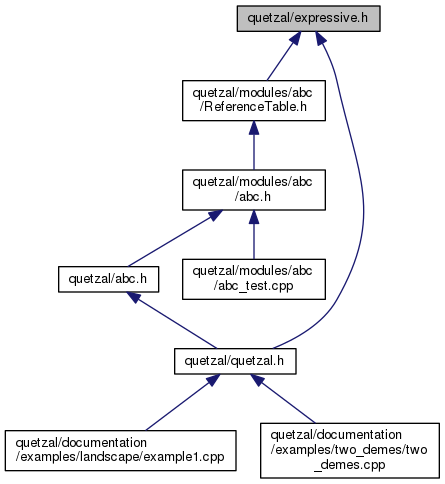 quetzal/expressive.h
quetzal/modules/abc
/ReferenceTable.h
quetzal/modules/abc
/abc.h
quetzal/abc.h
quetzal/modules/abc
/abc_test.cpp
quetzal/quetzal.h
quetzal/documentation
/examples/landscape/example1.cpp
quetzal/documentation
/examples/two_demes/two
_demes.cpp